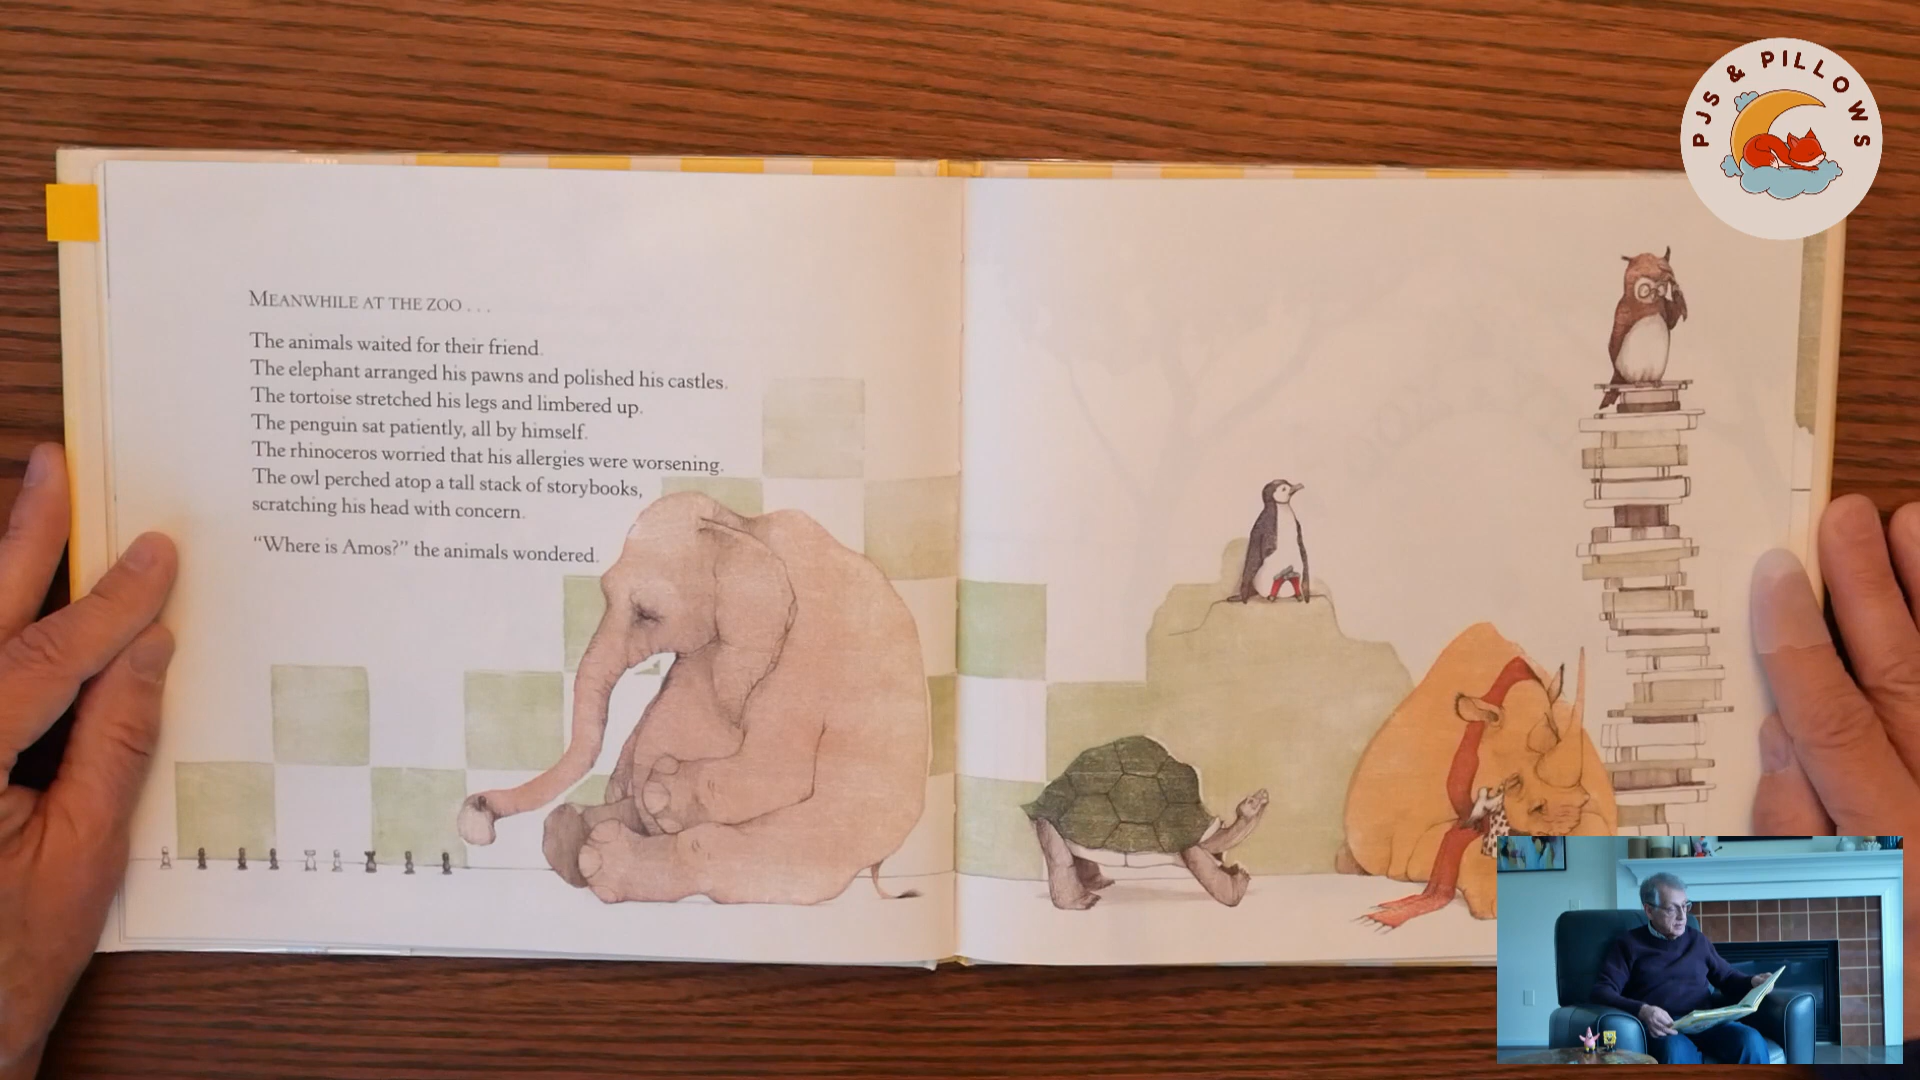 PJS & PILLOWS
MEANWHILE AT THE ZOO . . .
The animals waited for their friend.
The elephant arranged his pawns and polished his castles.
The tortoise stretched his legs and limbered up.
The penguin sat patiently, all by himself.
The rhinoceros worried that his allergies were worsening.
The owl perched atop a tall stack of storybooks,
scratching his head with concern.
“Where is Amos?” the animals wondered.